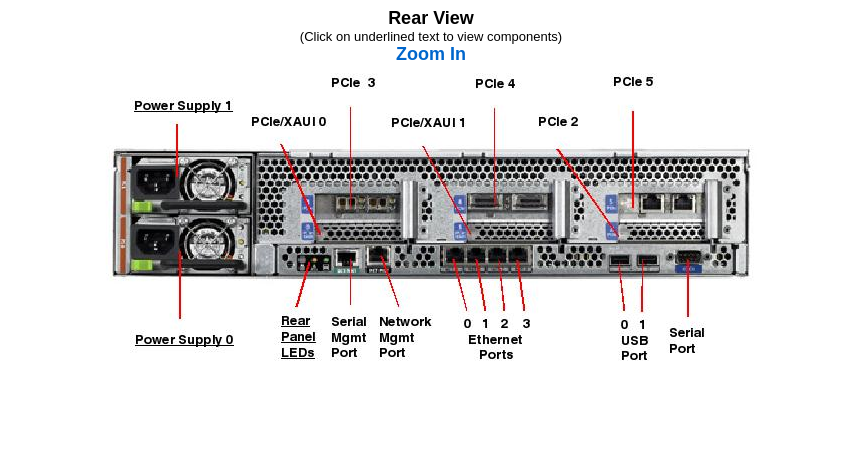 Rear View
(Click on underlined text to view components)
Zoom In
PCIe 3
PCIe 4
PCIe 5
Power Supply 1
PCIe/XAUI 0
PCIe/XAUI 1
PCIe 2
Power Supply 0
Rear
Panel
LEDs
Serial
Mgmt
Port
Network
Mgmt
Port
0 1 2 3
Ethernet
Ports
0 1
USB
Port
Serial
Port